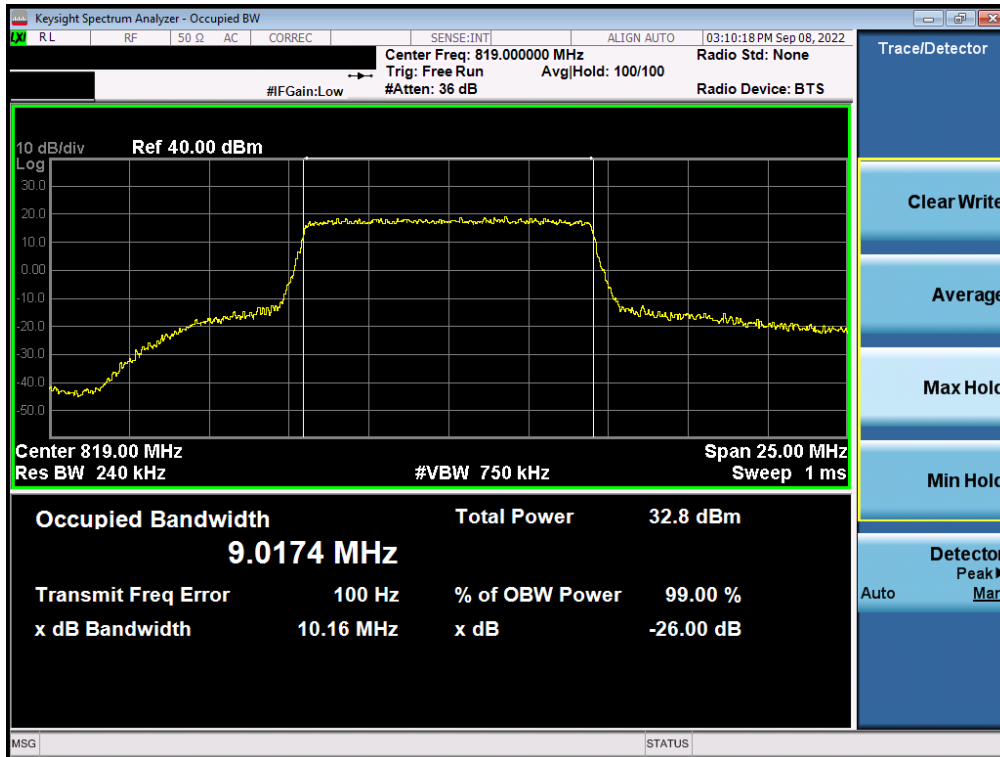 Keysight Spectrum Analyzer - Occupied BW
LXI RL RF 50 Ω AC CORREC SENSE:INT ALIGN AUTO 03:10:18 PM Sep 08, 2022
Center Freq: 819.000000 MHz Radio Std: None
Trig: Free Run Avg|Hold: 100/100
#IFGain:Low #Atten: 36 dB Radio Device: BTS
Trace/Detector
10 dB/div Ref 40.00 dBm
Log
30.0
20.0
10.0
0.00
-10.0
-20.0
-30.0
-40.0
-50.0
Center 819.00 MHz Span 25.00 MHz
Res BW 240 kHz #VBW 750 kHz Sweep 1 ms
Occupied Bandwidth Total Power 32.8 dBm
9.0174 MHz
Transmit Freq Error 100 Hz % of OBW Power 99.00 %
x dB Bandwidth 10.16 MHz x dB -26.00 dB
Clear Write
Average
Max Hold
Min Hold
Detector
Peak▶
Auto Man
MSG STATUS